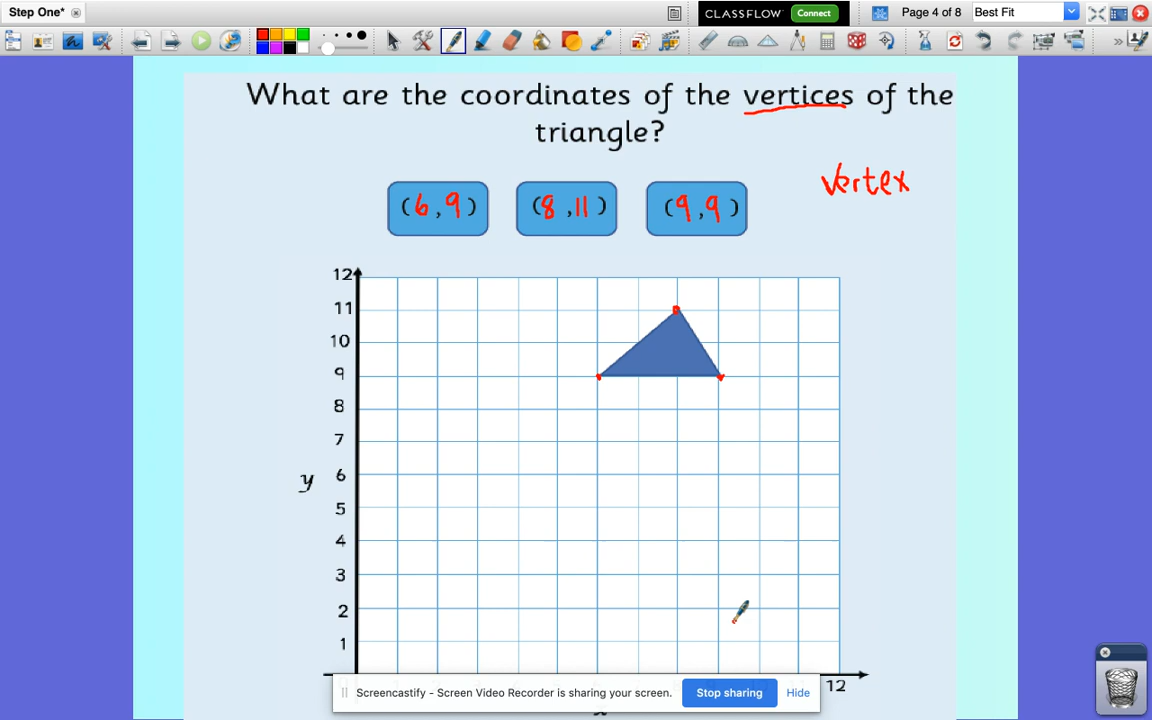 Step One*
CLASSFLOW Connect
Page 4 of 8
Best Fit
What are the coordinates of the vertices of the
triangle?
vertex
(6,9) (8,11) (9,9)
12
11
10
9
8
7
y 6
5
4
3
2
1
12
Screencastify - Screen Video Recorder is sharing your screen. Stop sharing Hide